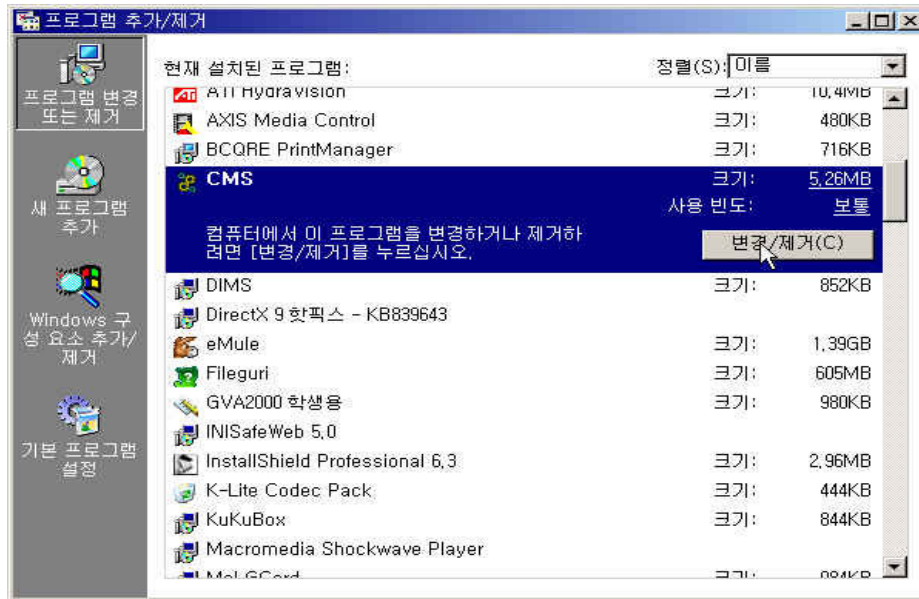 프로그램 추가/제거
프로그램 변경
또는 제거
새 프로그램
추가
Windows 구
성 요소 추가/
제거
기본 프로그램
설정
현재 설치된 프로그램: 정렬(S): 이름
ATI HydraVision 크기: 10,4MB
AXIS Media Control 크기: 480KB
BCQRE PrintManager 크기: 716KB
CMS 크기: 5,26MB
사용 빈도: 보통
컴퓨터에서 이 프로그램을 변경하거나 제거하
려면 [변경/제거]를 누르십시오.
변경/제거(C)
DIMS 크기: 852KB
DirectX 9 핫픽스 - KB839643
eMule 크기: 1,39GB
Fileguri 크기: 605MB
GVA2000 학생용 크기: 980KB
INISafeWeb 5,0
InstallShield Professional 6,3 크기: 2,96MB
K-Lite Codec Pack 크기: 444KB
KuKuBox 크기: 844KB
Macromedia Shockwave Player
크기: 984KB